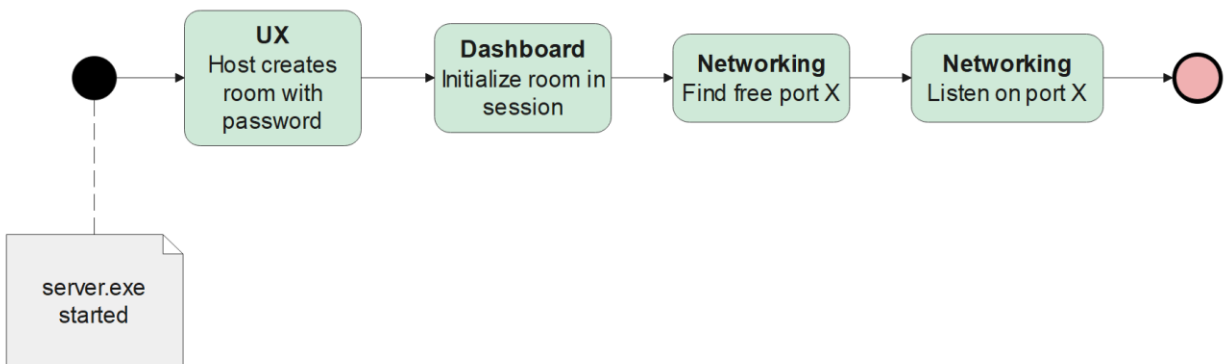 UX
Host creates
room with
password
Dashboard
Initialize room in
session
Networking
Find free port X
Networking
Listen on port X
server.exe
started